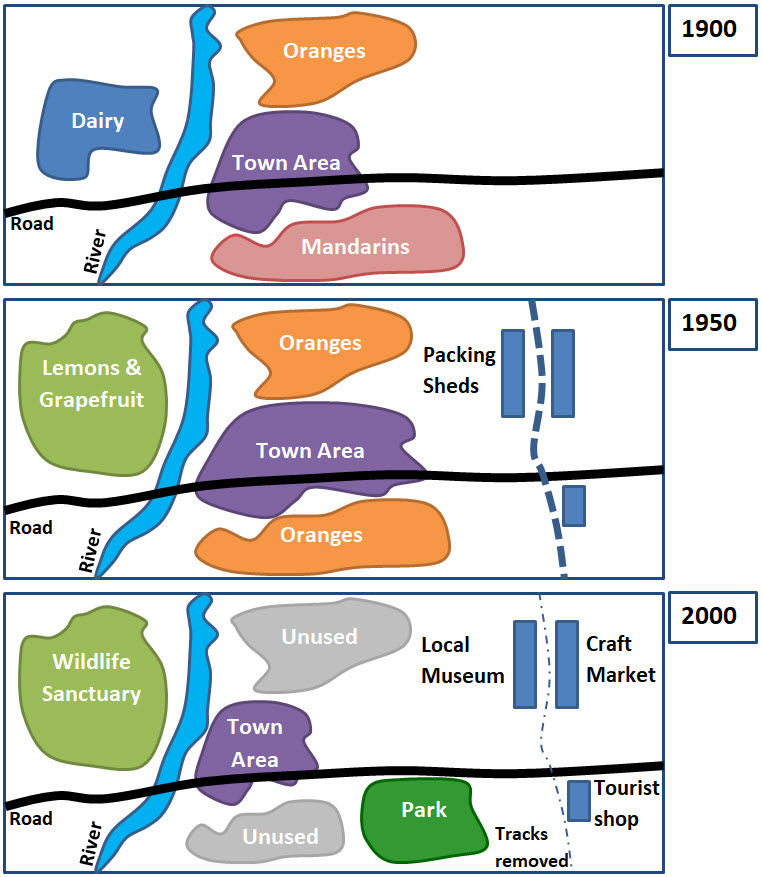 1900
Oranges
Dairy
Town Area
Road
Mandarins
River
1950
Lemons &
Grapefruit
Oranges
Packing
Sheds
Town Area
Road
Oranges
River
2000
Wildlife
Sanctuary
Unused
Local
Museum
Craft
Market
Town
Area
Road
Unused
Park
Tourist
shop
Tracks
removed
River